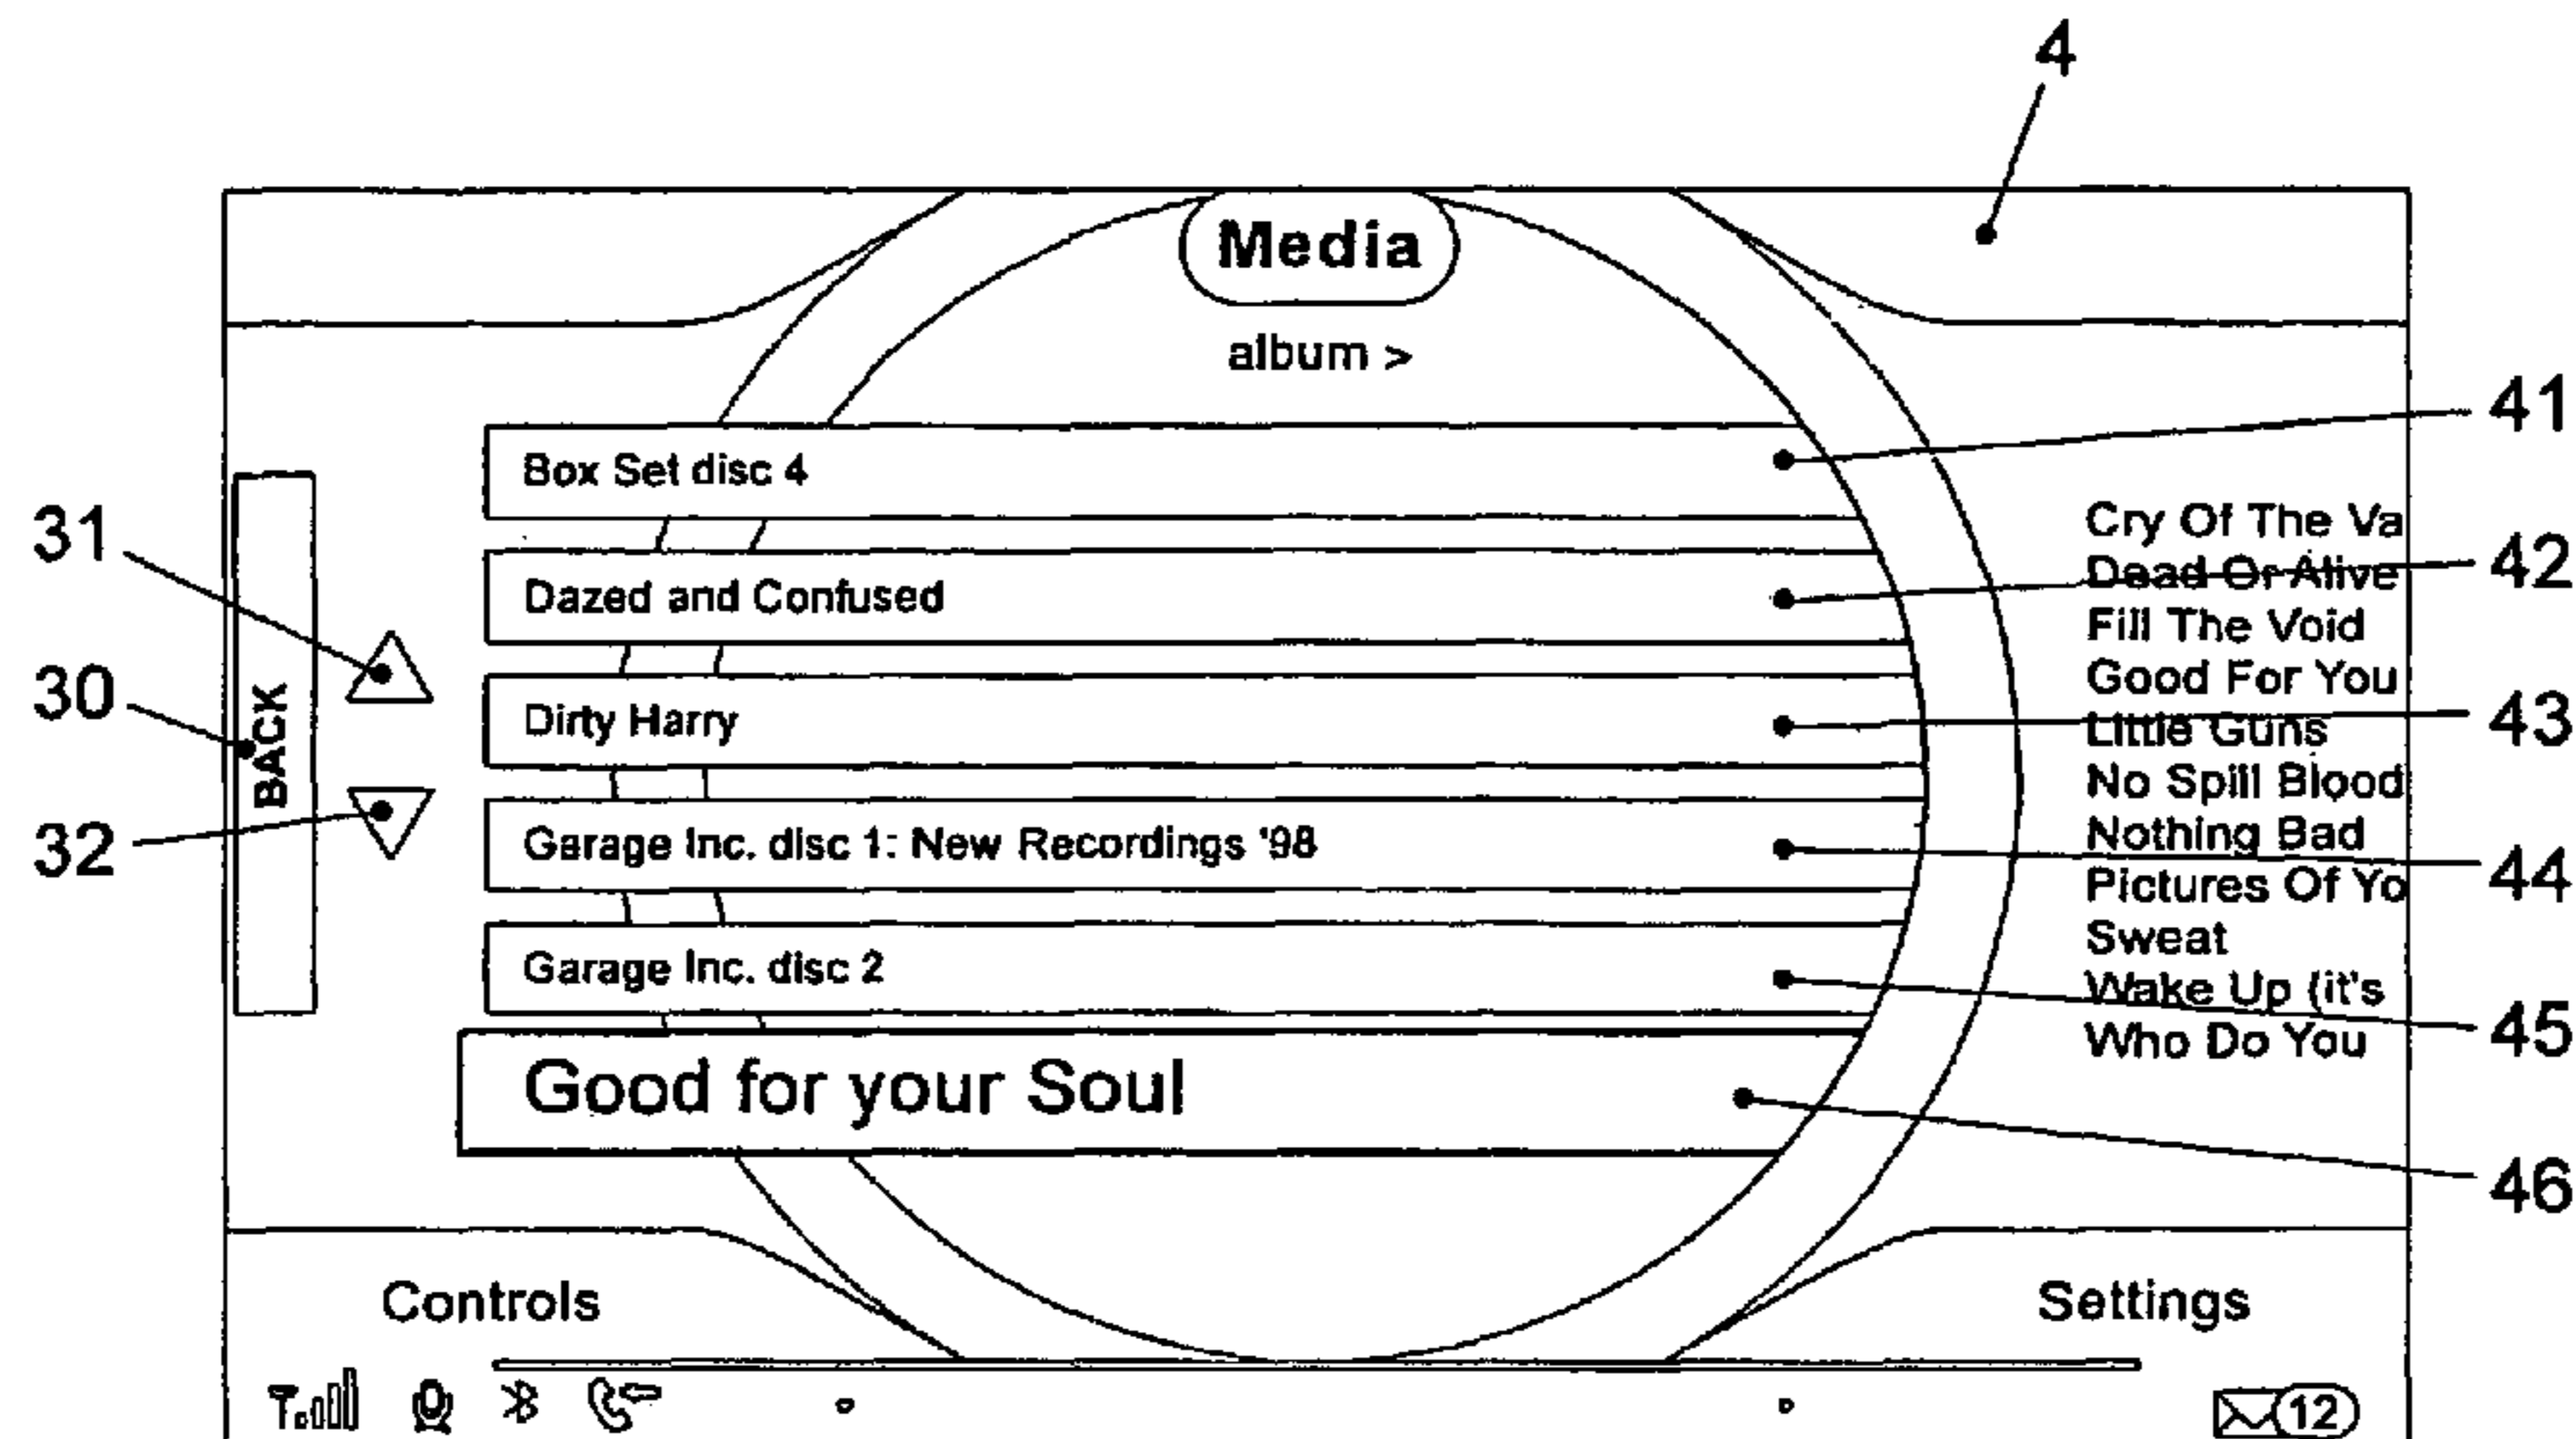 4
Media
album >
41
Box Set disc 4
Cry Of The Va
31
42
Dazed and Confused
Dead Or Alive
Fill The Void
30
BACK
Good For You
43
Dirty Harry
Little Guns
No Spill Blood
32
44
Garage Inc. disc 1: New Recordings '98
Nothing Bad
Pictures Of Yo
Sweat
Garage Inc. disc 2
Wake Up (it's
45
Who Do You
Good for your Soul
46
Controls
Settings
12